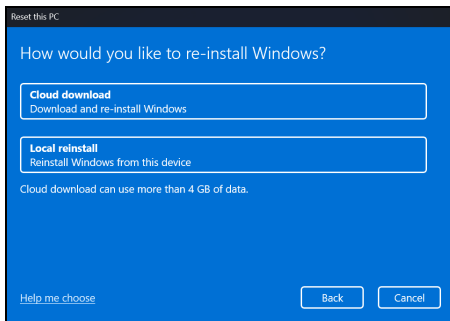 Reset this PC
How would you like to re-install Windows?
Cloud download
Download and re-install Windows
Local reinstall
Reinstall Windows from this device
Cloud download can use more than 4 GB of data.
Help me choose
Back
Cancel